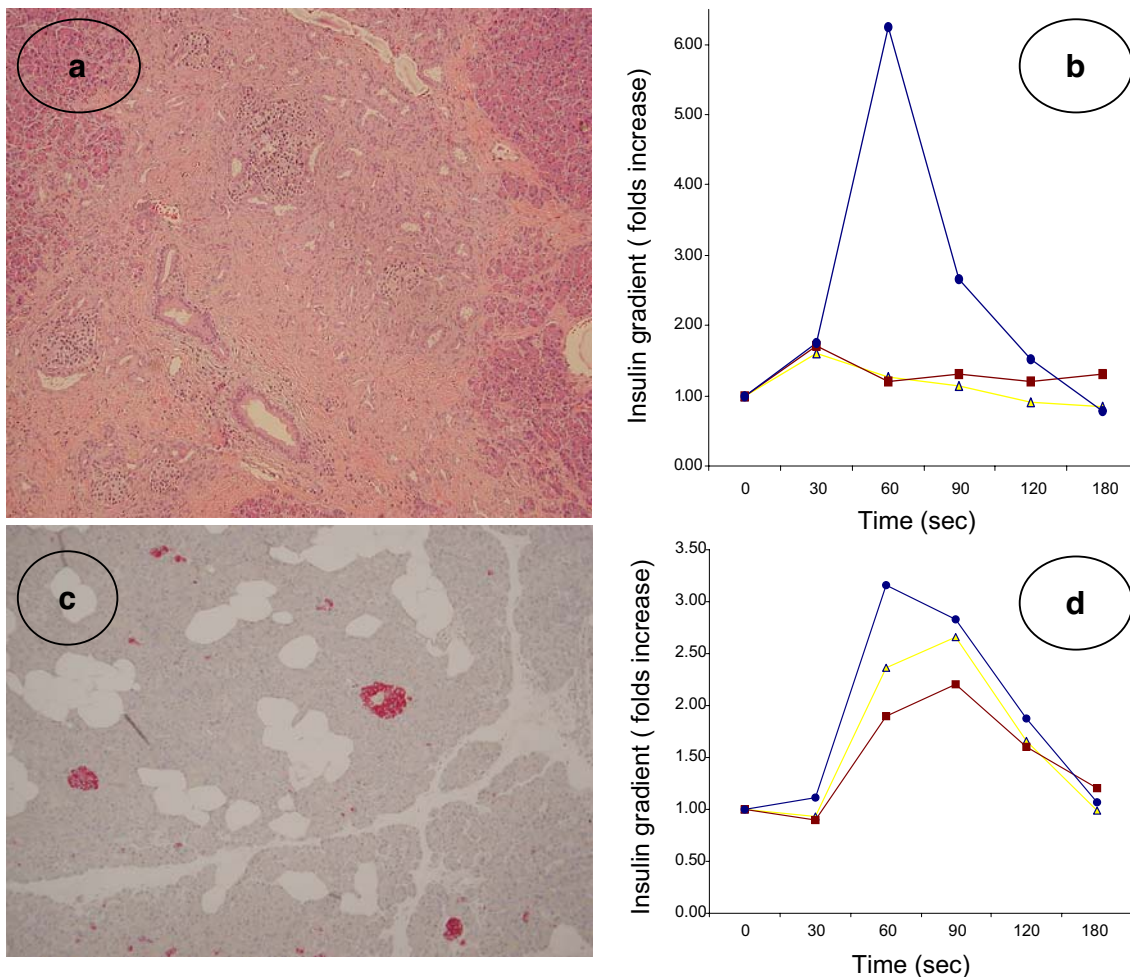 a
b
Insulin gradient ( folds increase)
6.00
5.00
4.00
3.00
2.00
1.00
0.00
0 30 60 90 120 180
Time (sec)
c
d
Insulin gradient ( folds increase)
3.50
3.00
2.50
2.00
1.50
1.00
0.50
0.00
0 30 60 90 120 180
Time (sec)